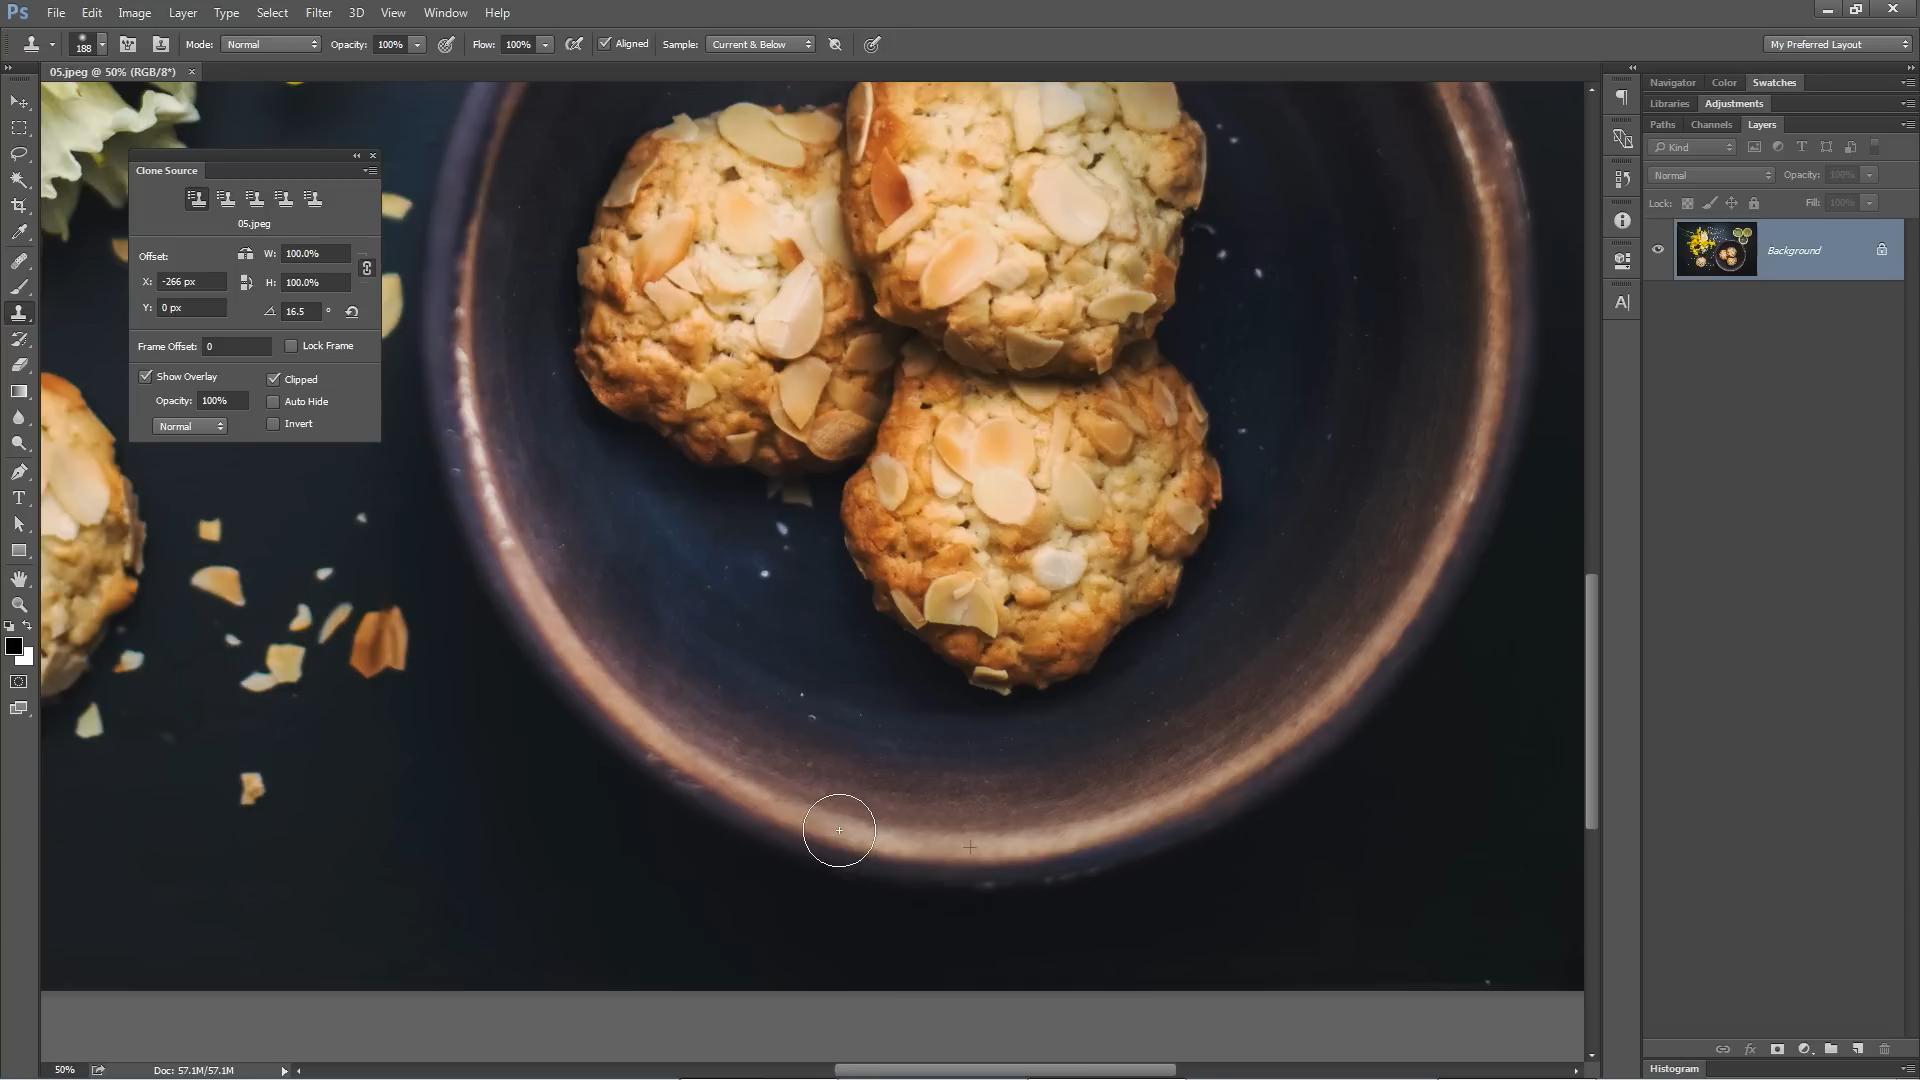 Ps File Edit Image Layer Type Select Filter 3D View Window Help
188 Mode: Normal Opacity: 100% Flow: 100% Aligned Sample: Current & Below My Preferred Layout
05.jpeg @ 50% (RGB/8*) ×
Navigator Color Swatches
Libraries Adjustments
Paths Channels Layers
Kind
Normal Opacity: 100%
Lock: Fill: 100%
Background
Clone Source
05.jpeg
Offset: W: 100.0%
X: -266 px H: 100.0%
Y: 0 px 16.5 °
Frame Offset: 0 Lock Frame
Show Overlay Clipped
Opacity: 100% Auto Hide
Normal Invert
50% Doc: 57.1M/57.1M
Histogram